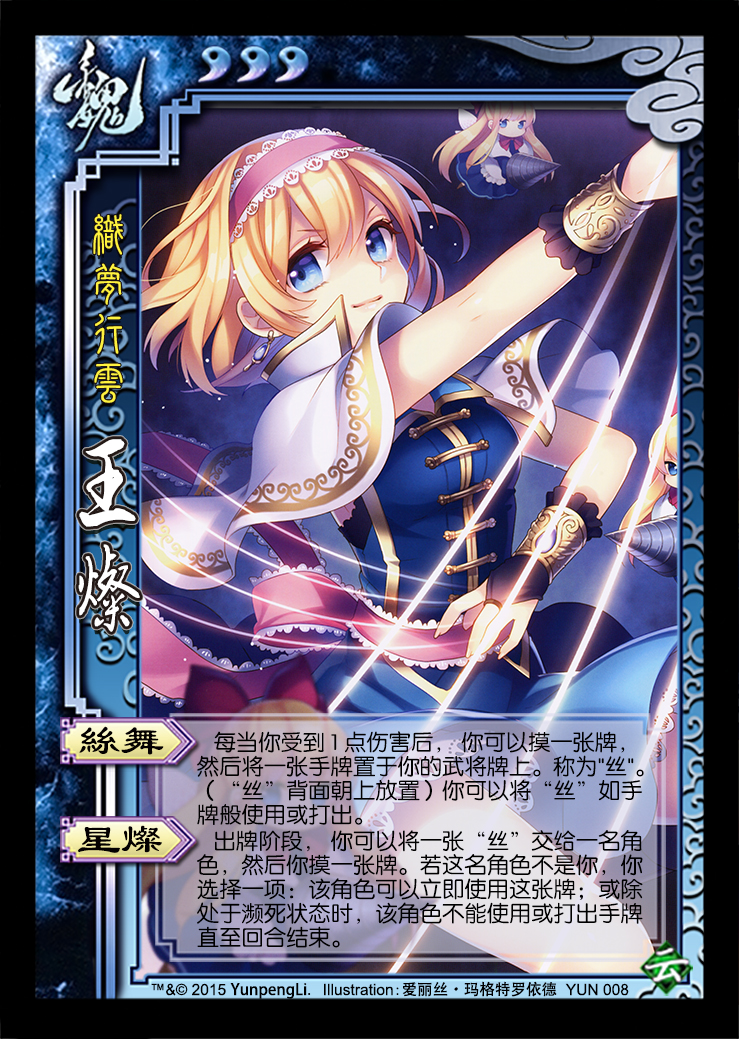 魏
織夢行雲
王燦
絲舞
每当你受到1点伤害后，你可以摸一张牌，
然后将一张手牌置于你的武将牌上。称为"丝"。
（“丝”背面朝上放置）你可以将“丝”如手
牌般使用或打出。
星燦
出牌阶段，你可以将一张“丝”交给一名角
色，然后你摸一张牌。若这名角色不是你，你
选择一项：该角色可以立即使用这张牌；或除
处于濒死状态时，该角色不能使用或打出手牌
直至回合结束。
云
™&© 2015 YunpengLi. Illustration:爱丽丝·玛格特罗依德 YUN 008